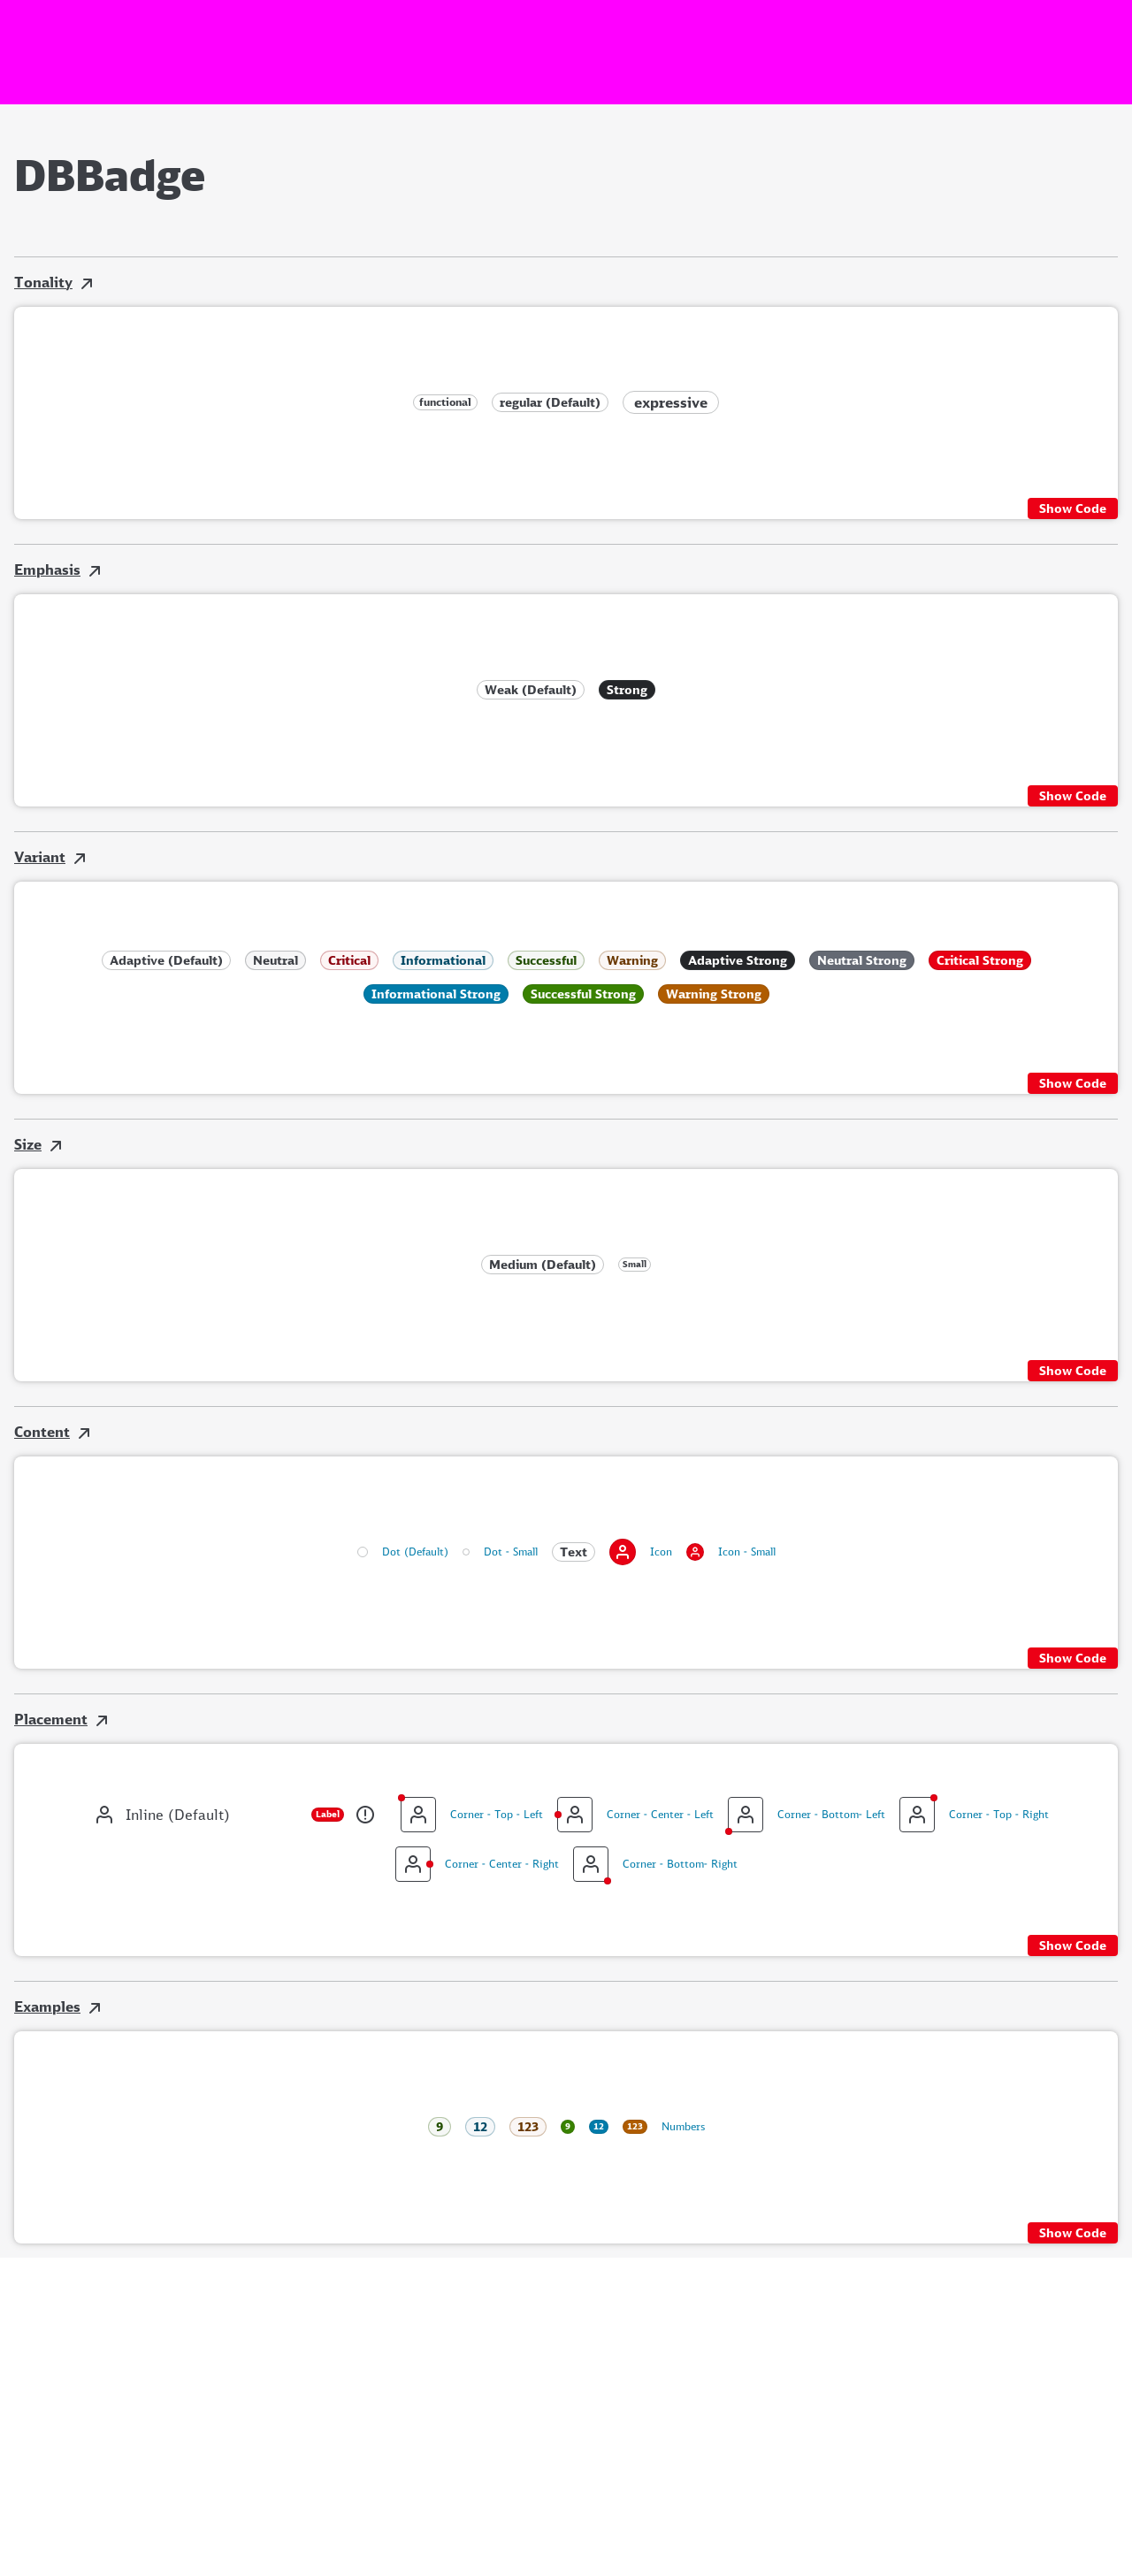 DBBadge
Tonality
functional regular (Default) expressive
Show Code
Emphasis
Weak (Default) Strong
Show Code
Variant
Adaptive (Default) Neutral Critical Informational Successful Warning Adaptive Strong Neutral Strong Critical Strong
Informational Strong Successful Strong Warning Strong
Show Code
Size
Medium (Default) Small
Show Code
Content
Dot (Default) Dot - Small Text Icon Icon - Small
Show Code
Placement
Inline (Default) Label Corner - Top - Left Corner - Center - Left Corner - Bottom- Left Corner - Top - Right
Corner - Center - Right Corner - Bottom- Right
Show Code
Examples
9 12 123 9 12 123 Numbers
Show Code